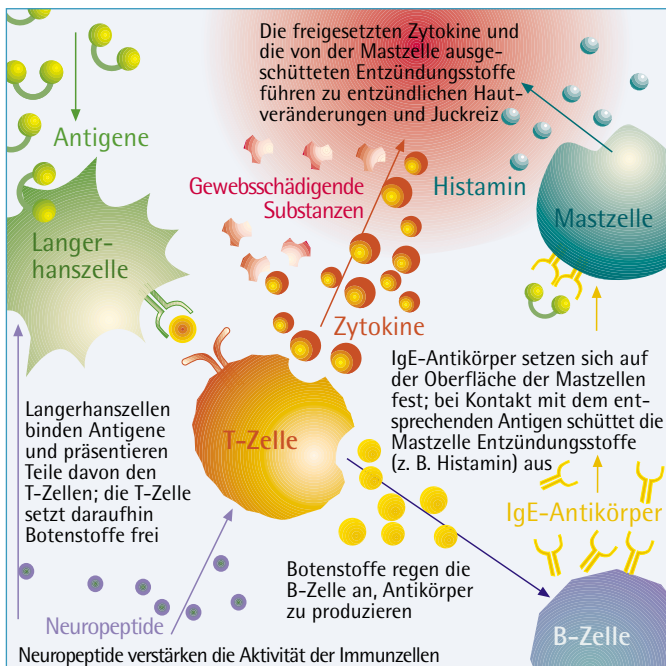 Die freigesetzten Zytokine und
die von der Mastzelle ausge-
schütteten Entzündungsstoffe
führen zu entzündlichen Haut-
veränderungen und Juckreiz
Antigene
Gewebsschädigende
Substanzen
Histamin
Mastzelle
Langer-
hanszelle
Zytokine
IgE-Antikörper setzen sich auf
der Oberfläche der Mastzellen
fest; bei Kontakt mit dem ent-
sprechenden Antigen schüttet die
Mastzelle Entzündungsstoffe
(z. B. Histamin) aus
Langerhanszellen
binden Antigene
und präsentieren
Teile davon den
T-Zellen; die T-Zelle
setzt daraufhin
Botenstoffe frei
T-Zelle
IgE-Antikörper
Botenstoffe regen die
B-Zelle an, Antikörper
zu produzieren
Neuropeptide
B-Zelle
Neuropeptide verstärken die Aktivität der Immunzellen